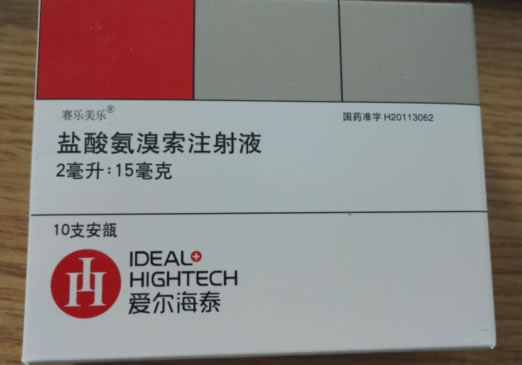 赛乐美乐®
国药准字 H20113062
盐酸氨溴索注射液
2毫升:15毫克
10支安瓿
IH
IDEAL+
HIGHTECH
爱尔海泰